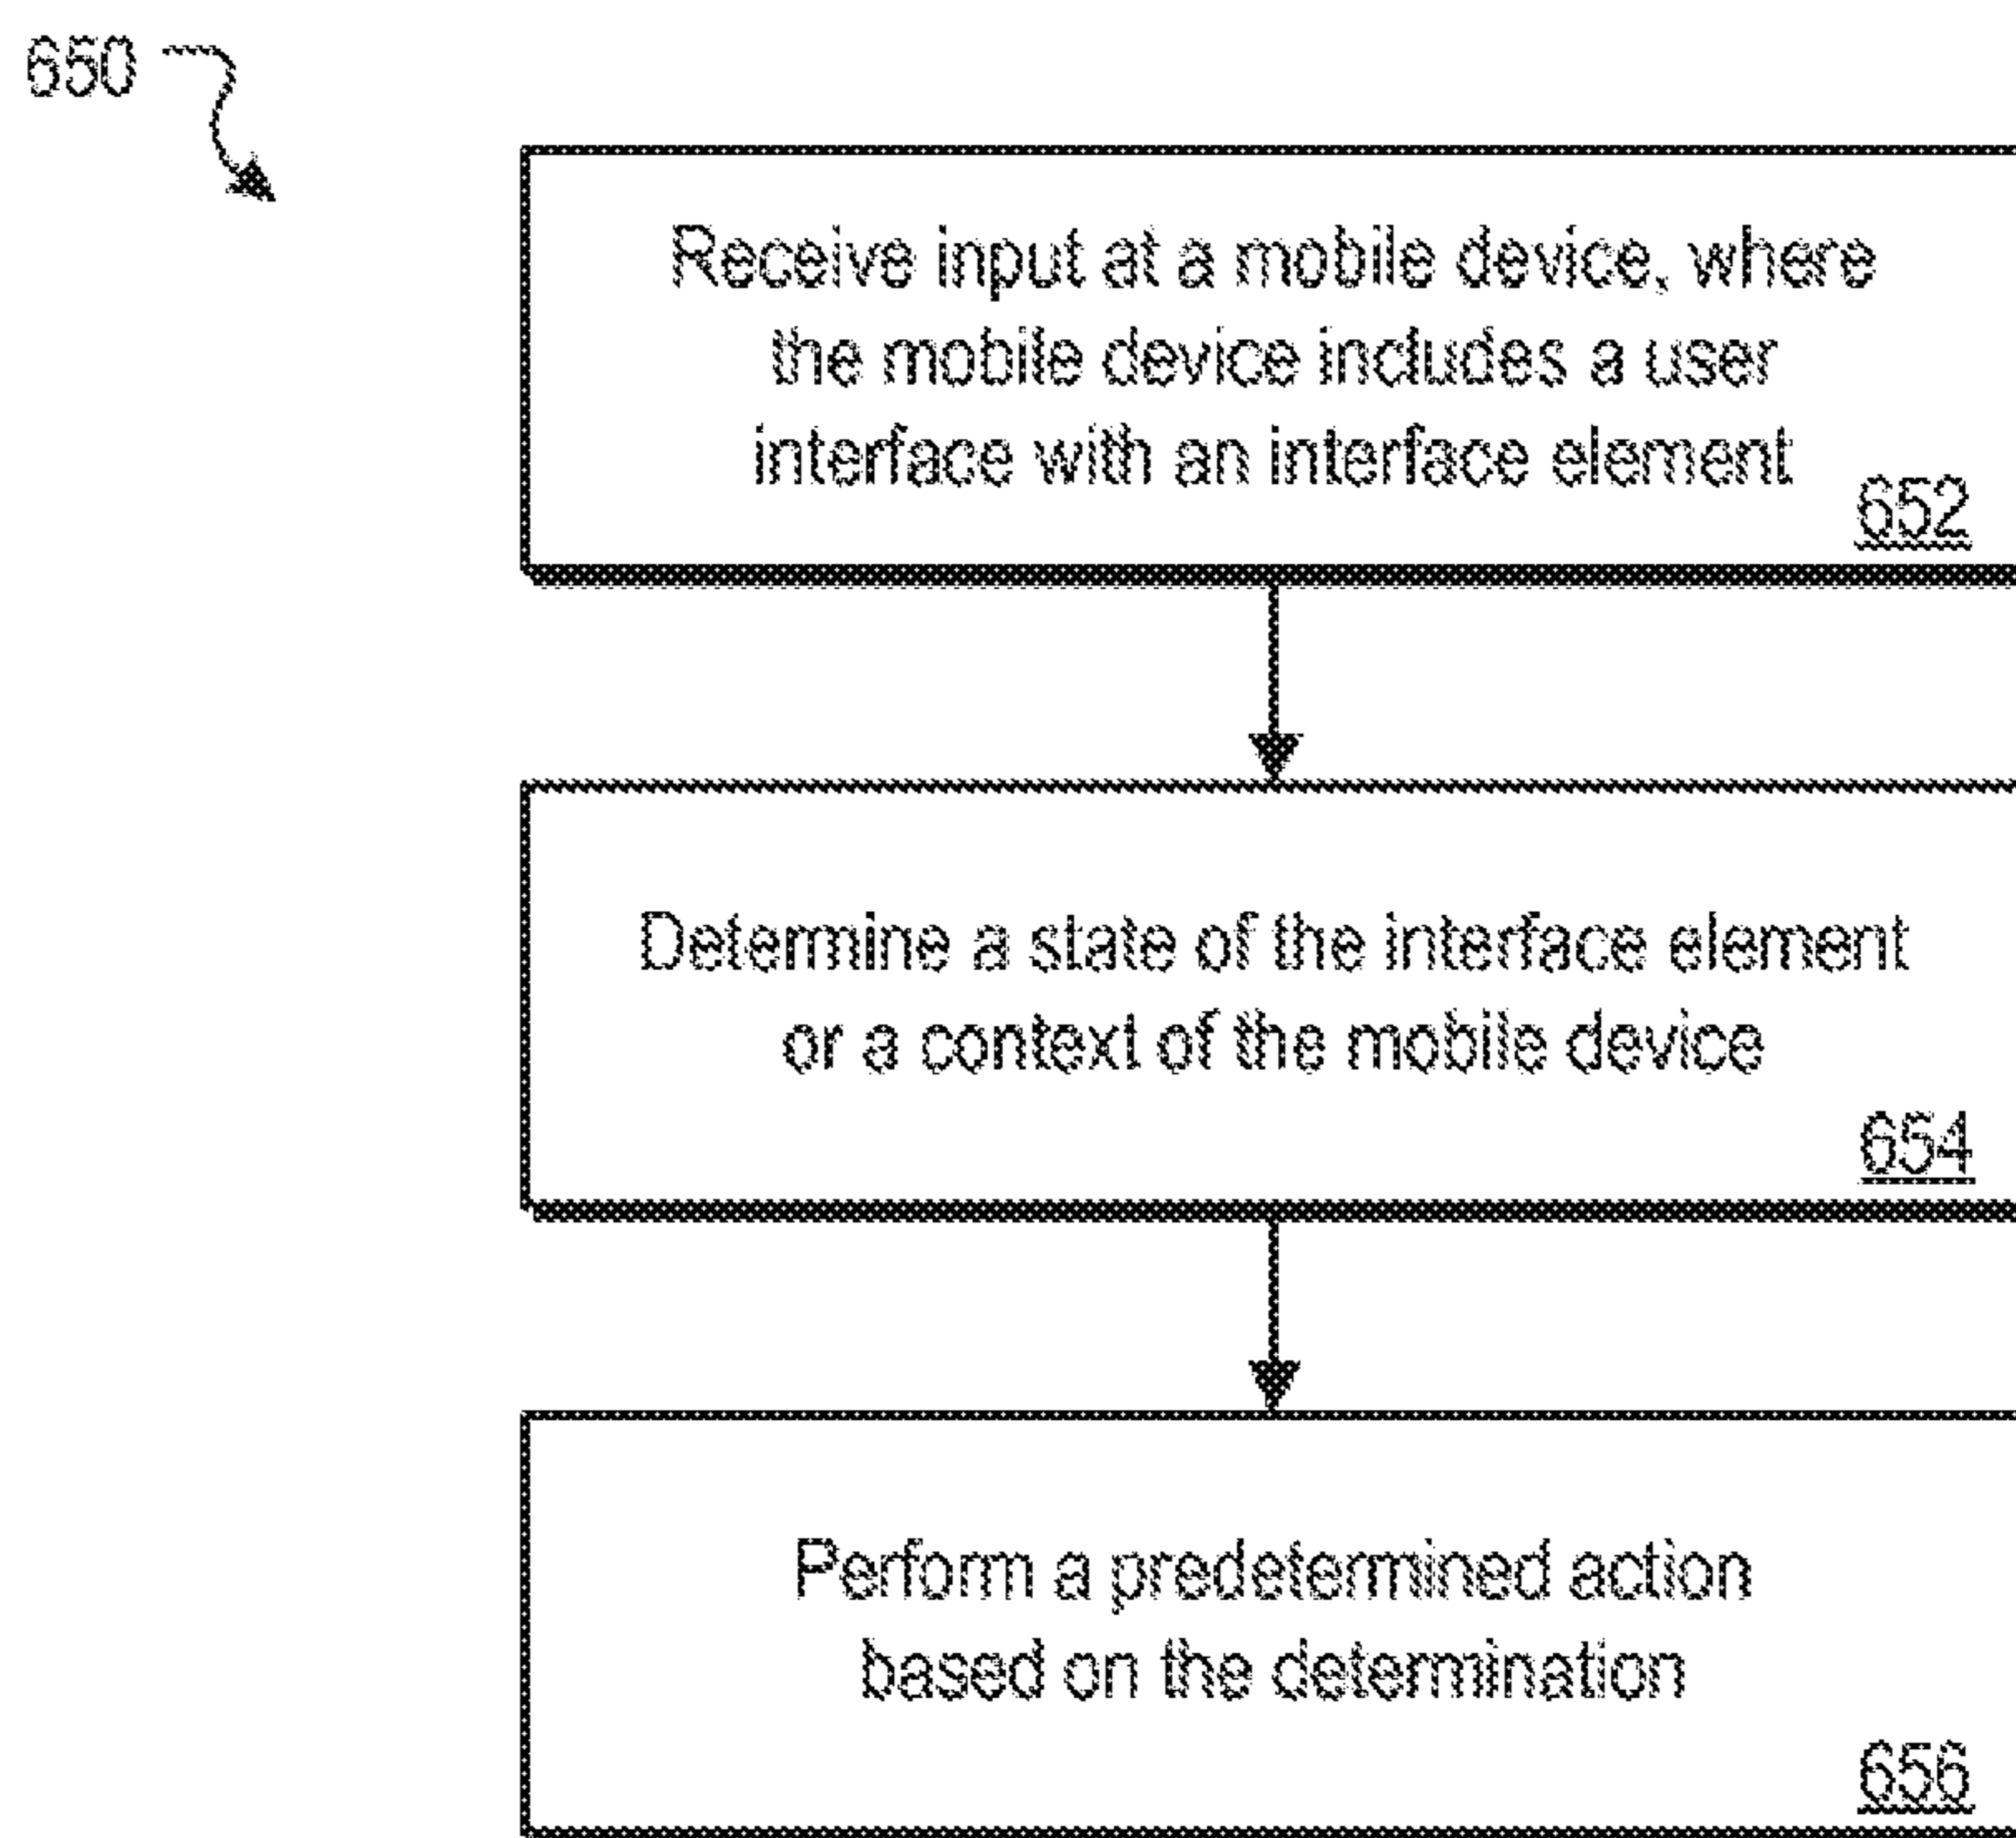 650
Receive input at a mobile device, where
the mobile device includes a user
interface with an interface element
652
Determine a state of the interface element
or a context of the mobile device
654
Perform a predetermined action
based on the determination
656